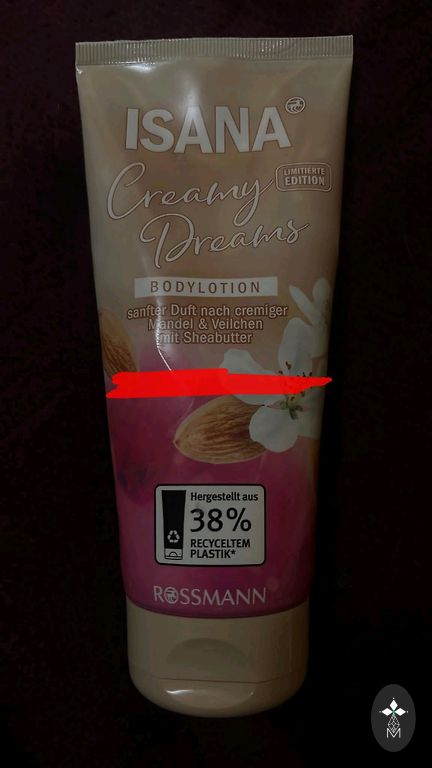 ISANA
Creamy
LIMITIERTE
EDITION
Dreams
BODYLOTION
sanfter Duft nach cremiger
Mandel & Veilchen
mit Sheabutter
Hergestellt aus
38%
RECYCELTEM
PLASTIK*
ROSSMANN
M